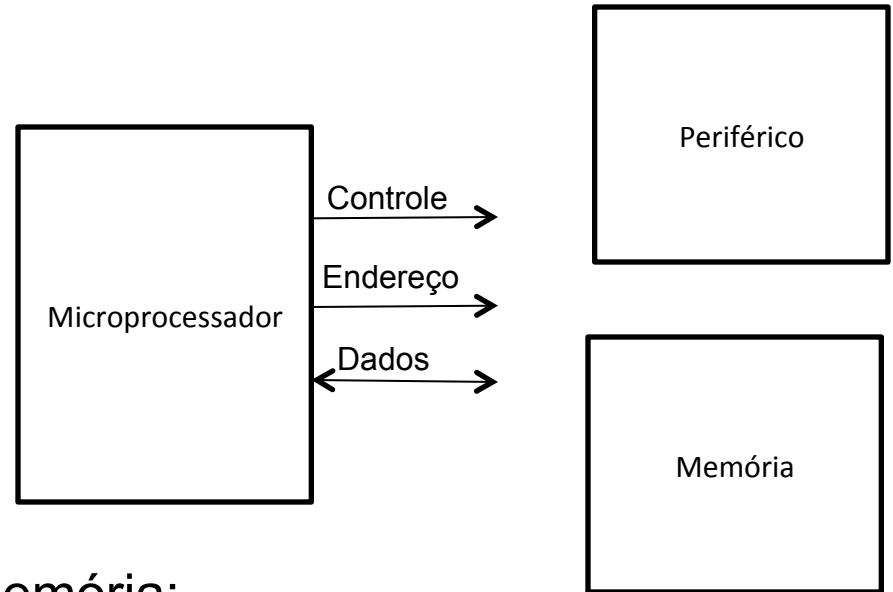 Periférico
Controle
Endereço
Microprocessador
Dados
Memória